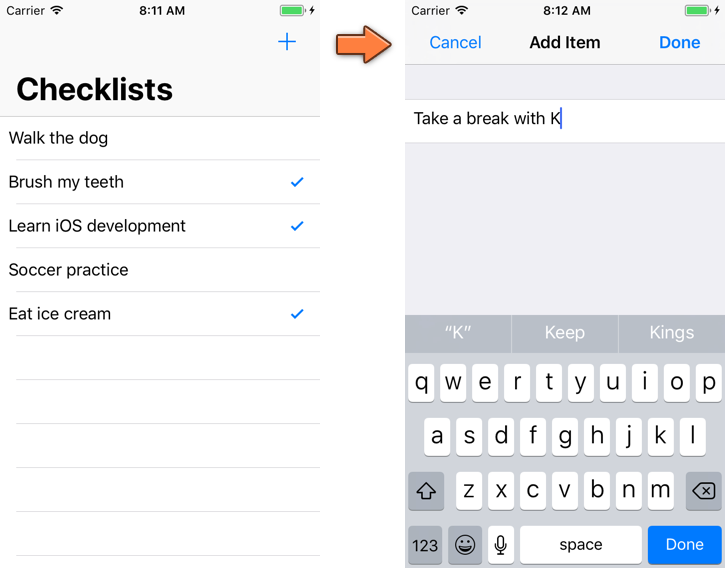 Carrier 8:11 AM
+
Checklists
Walk the dog
Brush my teeth
Learn iOS development
Soccer practice
Eat ice cream
Carrier 8:12 AM
Cancel Add Item Done
Take a break with K
“K” Keep Kings
q w e r t y u i o p
a s d f g h j k l
z x c v b n m
123 space Done